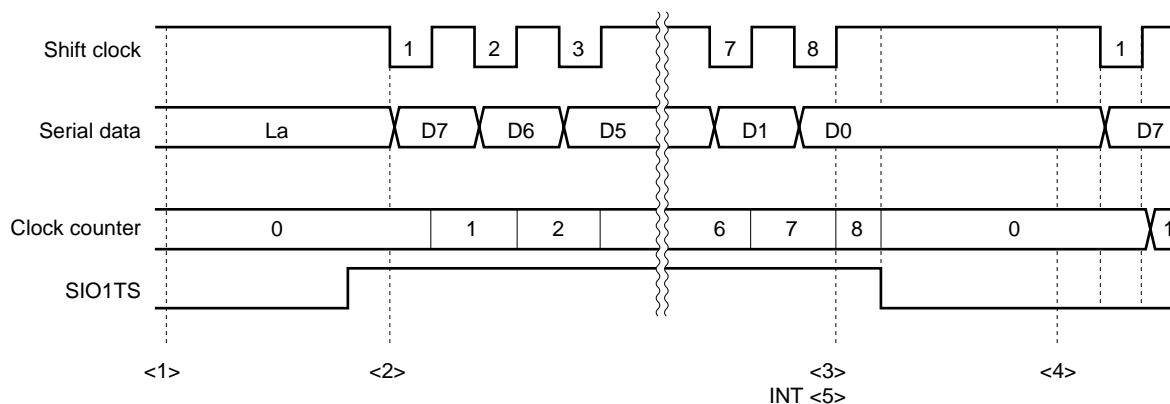 Shift clock 1 2 3 7 8 1
Serial data La D7 D6 D5 D1 D0 D7
Clock counter 0 1 2 6 7 8 0 1
SIO1TS
<1> <2> <3> <4>
INT <5>